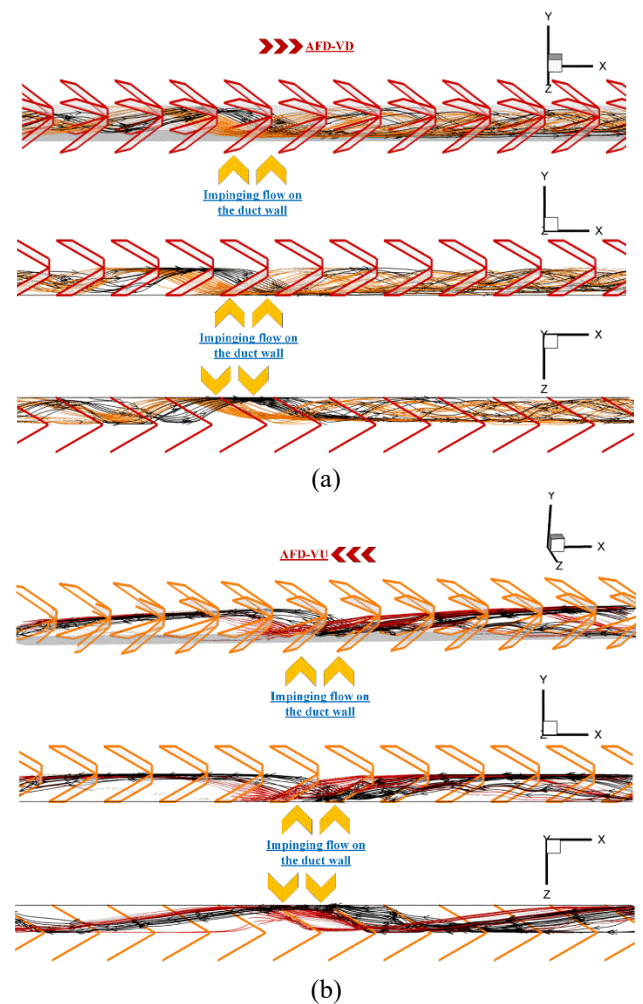 AFD-VD
Y
X
Z
Impinging flow on
the duct wall
Y
Z
X
Impinging flow on
the duct wall
Y
X
Z
(a)
Y
AFD-VU
X
Z
Impinging flow on
the duct wall
Y
Z
X
Impinging flow on
the duct wall
Y
X
Z
(b)